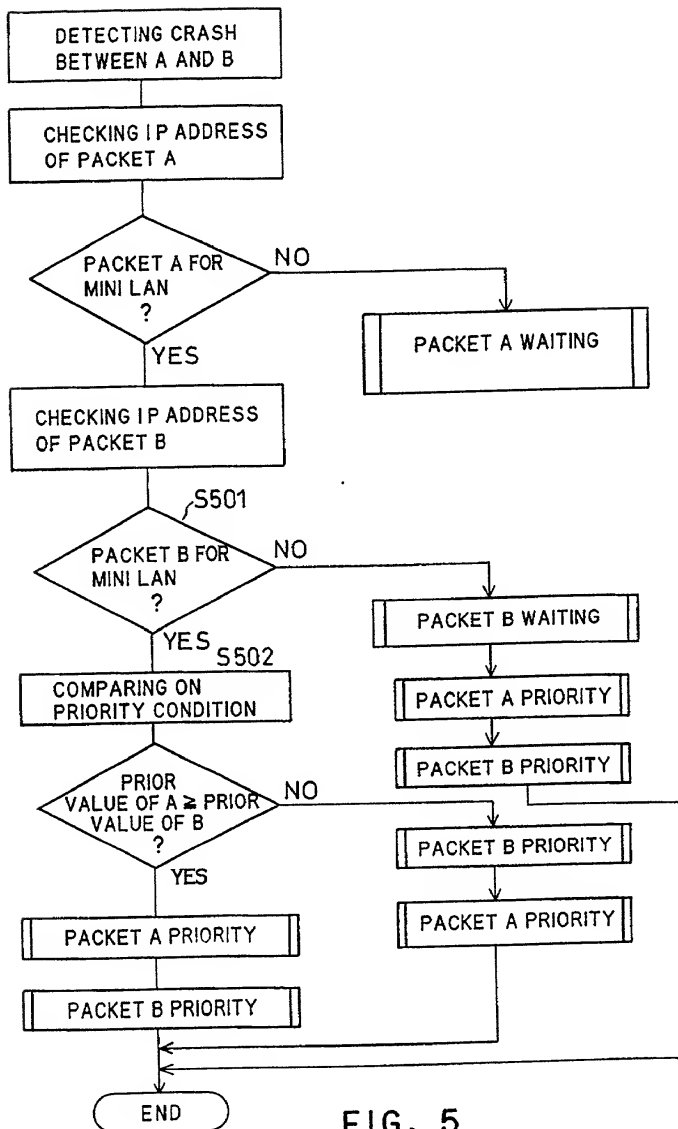 DETECTING CRASH
BETWEEN A AND B
CHECKING IP ADDRESS
OF PACKET A
PACKET A FOR
MINI LAN
?
NO
YES
PACKET A WAITING
CHECKING IP ADDRESS
OF PACKET B
S501
PACKET B FOR
MINI LAN
?
NO
YES
PACKET B WAITING
S502
COMPARING ON
PRIORITY CONDITION
PACKET A PRIORITY
PACKET B PRIORITY
PRIOR
VALUE OF A ≧ PRIOR
VALUE OF B
?
NO
YES
PACKET B PRIORITY
PACKET A PRIORITY
PACKET A PRIORITY
PACKET B PRIORITY
END
FIG. 5